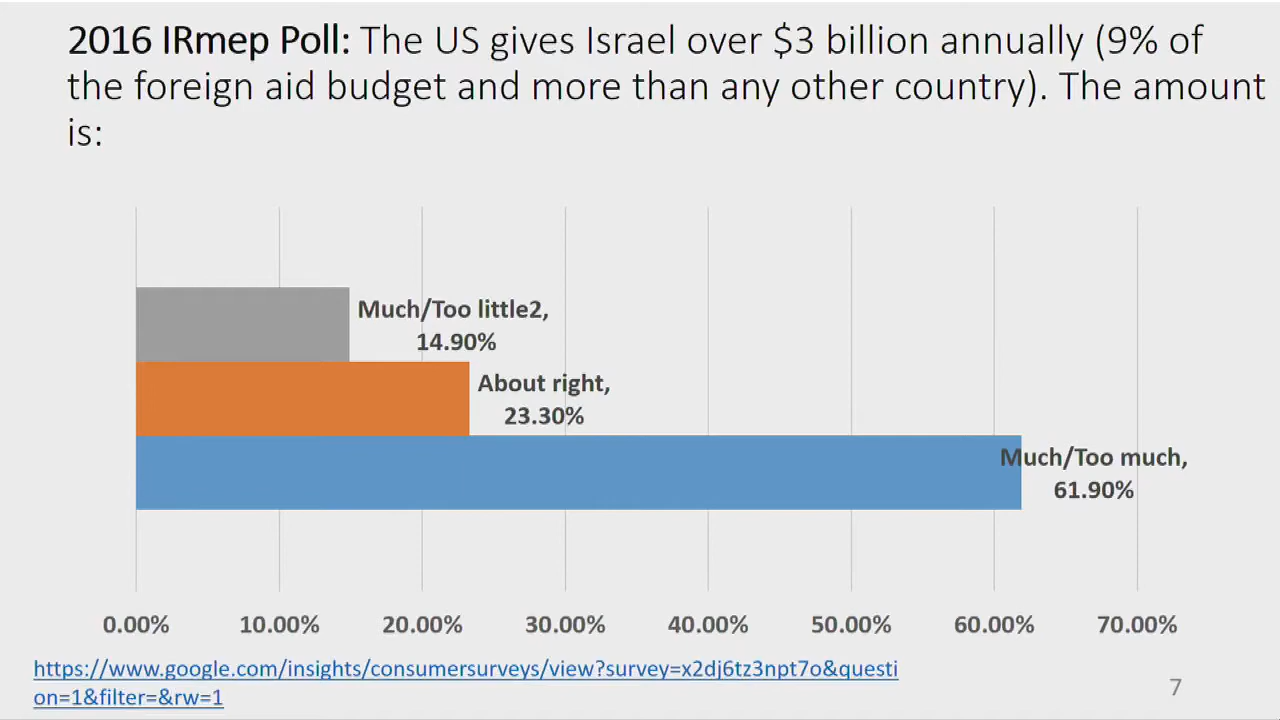 2016 IRmep Poll: The US gives Israel over $3 billion annually (9% of
the foreign aid budget and more than any other country). The amount
is:
Much/Too little2,
14.90%
About right,
23.30%
Much/Too much,
61.90%
0.00% 10.00% 20.00% 30.00% 40.00% 50.00% 60.00% 70.00%
https://www.google.com/insights/consumersurveys/view?survey=x2dj6tz3npt7o&questi
on=1&filter=&rw=1
7